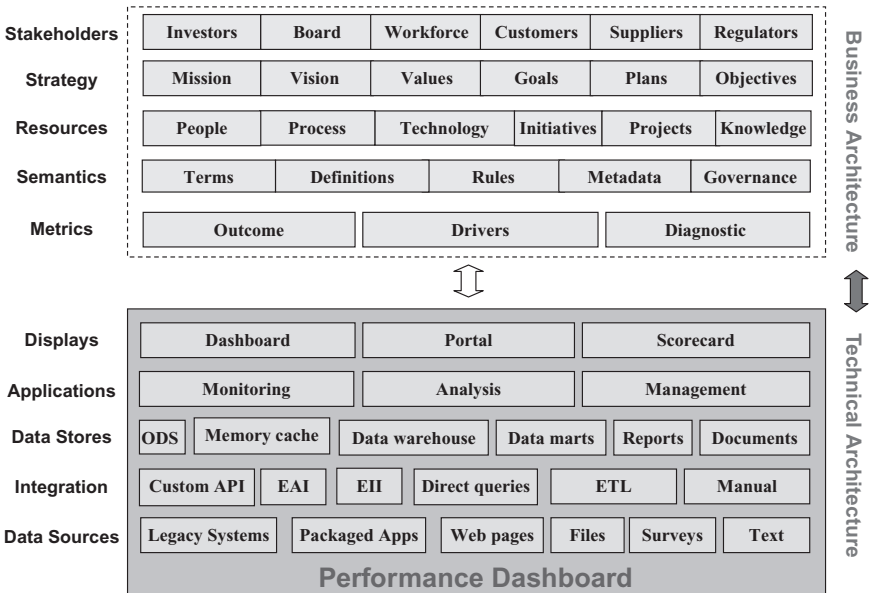 Stakeholders Investors Board Workforce Customers Suppliers Regulators
Strategy Mission Vision Values Goals Plans Objectives
Resources People Process Technology Initiatives Projects Knowledge
Semantics Terms Definitions Rules Metadata Governance
Metrics Outcome Drivers Diagnostic
Business Architecture
Displays Dashboard Portal Scorecard
Applications Monitoring Analysis Management
Data Stores ODS Memory cache Data warehouse Data marts Reports Documents
Integration Custom API EAI EII Direct queries ETL Manual
Data Sources Legacy Systems Packaged Apps Web pages Files Surveys Text
Performance Dashboard
Technical Architecture